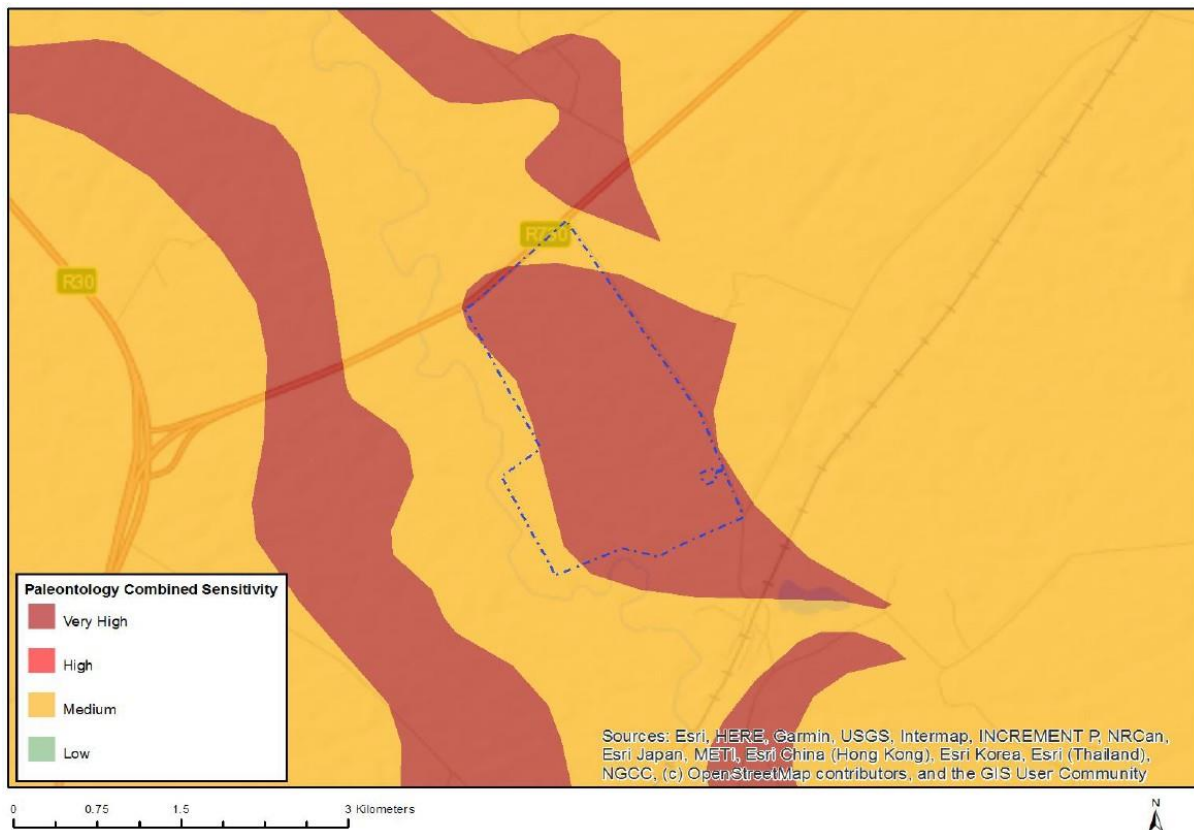 R30
Paleontology Combined Sensitivity
Very High
High
Medium
Low
Sources: Esri, HERE, Garmin, USGS, Intermap, INCREMENT P, NRCan,
Esri Japan, METI, Esri China (Hong Kong), Esri Korea, Esri (Thailand),
NGCC, (c) OpenStreetMap contributors, and the GIS User Community
0 0.75 1.5 3 Kilometers
N